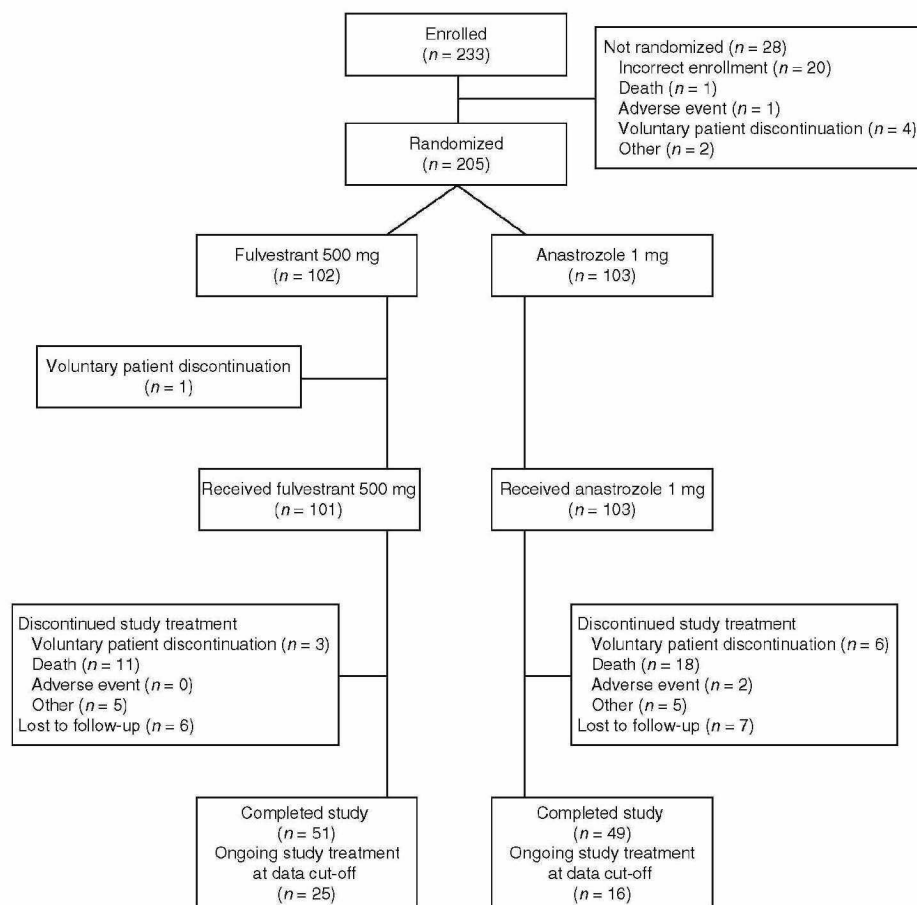 Enrolled
(n = 233)
Not randomized (n = 28)
Incorrect enrollment (n = 20)
Death (n = 1)
Adverse event (n = 1)
Voluntary patient discontinuation (n = 4)
Other (n = 2)
Randomized
(n = 205)
Fulvestrant 500 mg
(n = 102)
Anastrozole 1 mg
(n = 103)
Voluntary patient discontinuation
(n = 1)
Received fulvestrant 500 mg
(n = 101)
Received anastrozole 1 mg
(n = 103)
Discontinued study treatment
Voluntary patient discontinuation (n = 3)
Death (n = 11)
Adverse event (n = 0)
Other (n = 5)
Lost to follow-up (n = 6)
Discontinued study treatment
Voluntary patient discontinuation (n = 6)
Death (n = 18)
Adverse event (n = 2)
Other (n = 5)
Lost to follow-up (n = 7)
Completed study
(n = 51)
Ongoing study treatment
at data cut-off
(n = 25)
Completed study
(n = 49)
Ongoing study treatment
at data cut-off
(n = 16)